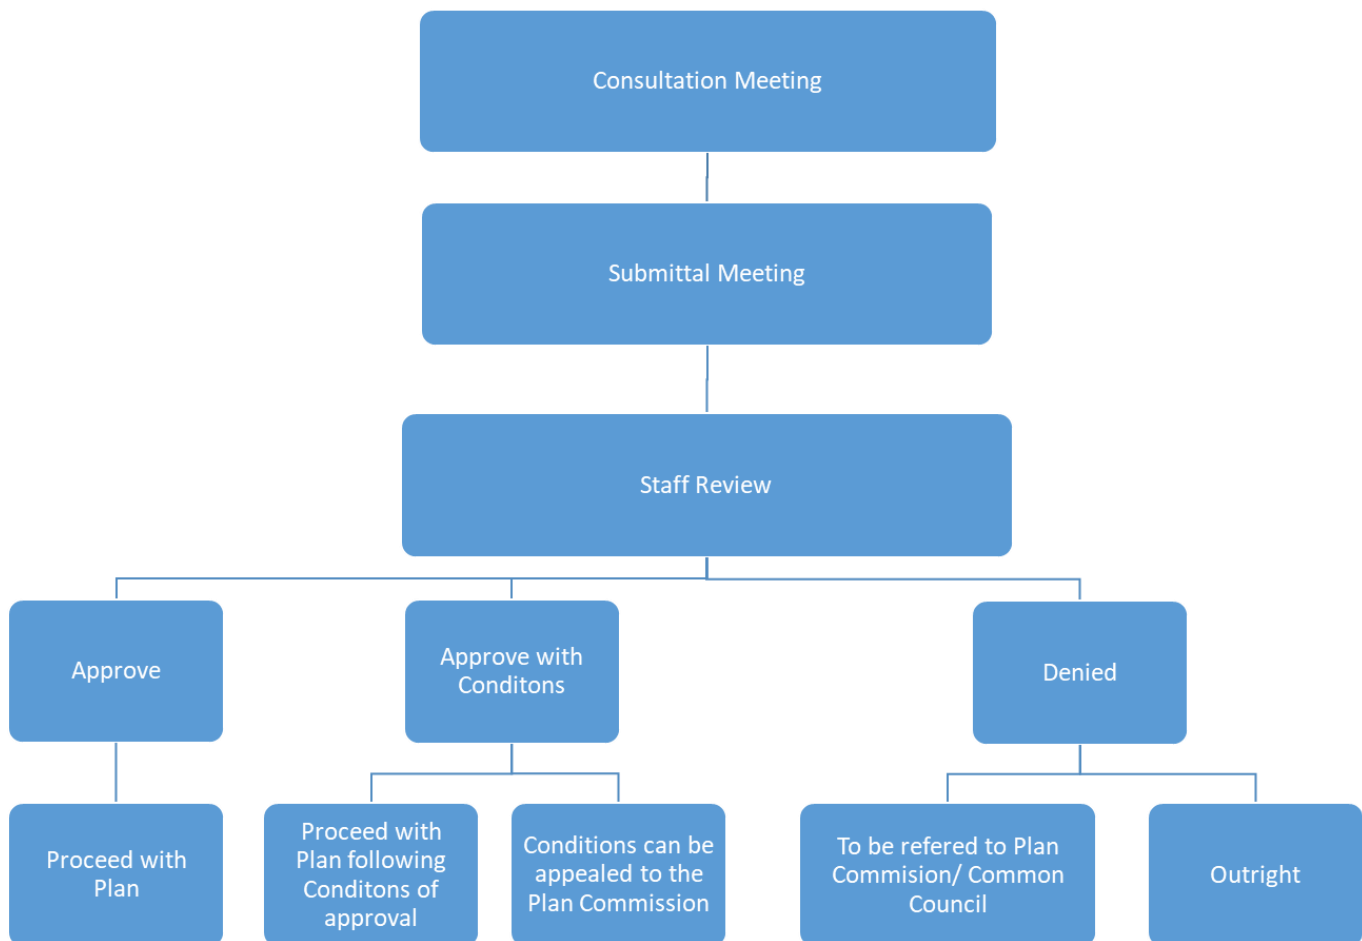 Consultation Meeting
Submittal Meeting
Staff Review
Approve
Approve with
Conditons
Denied
Proceed with
Plan
Proceed with
Plan following
Conditons of
approval
Conditions can be
appealed to the
Plan Commission
To be refered to Plan
Commision/ Common
Council
Outright